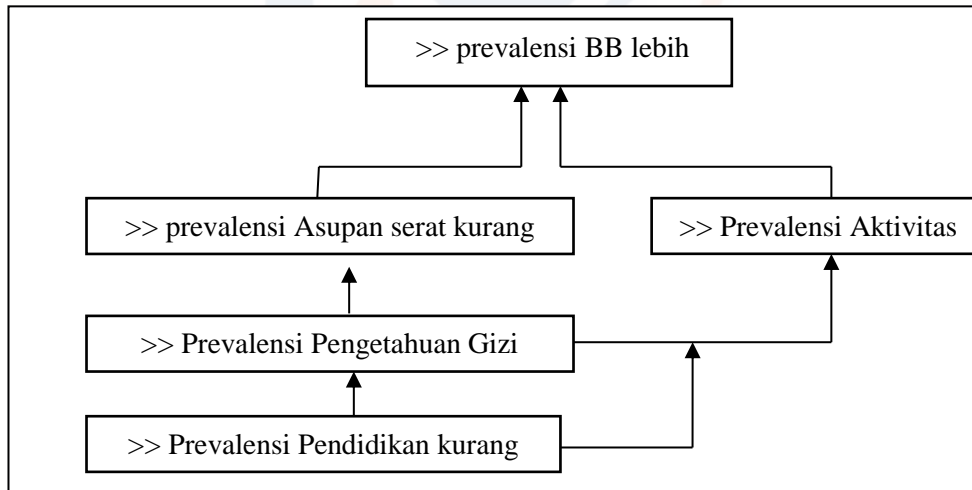 >> prevalensi BB lebih
>> prevalensi Asupan serat kurang
>> Prevalensi Aktivitas
>> Prevalensi Pengetahuan Gizi
>> Prevalensi Pendidikan kurang